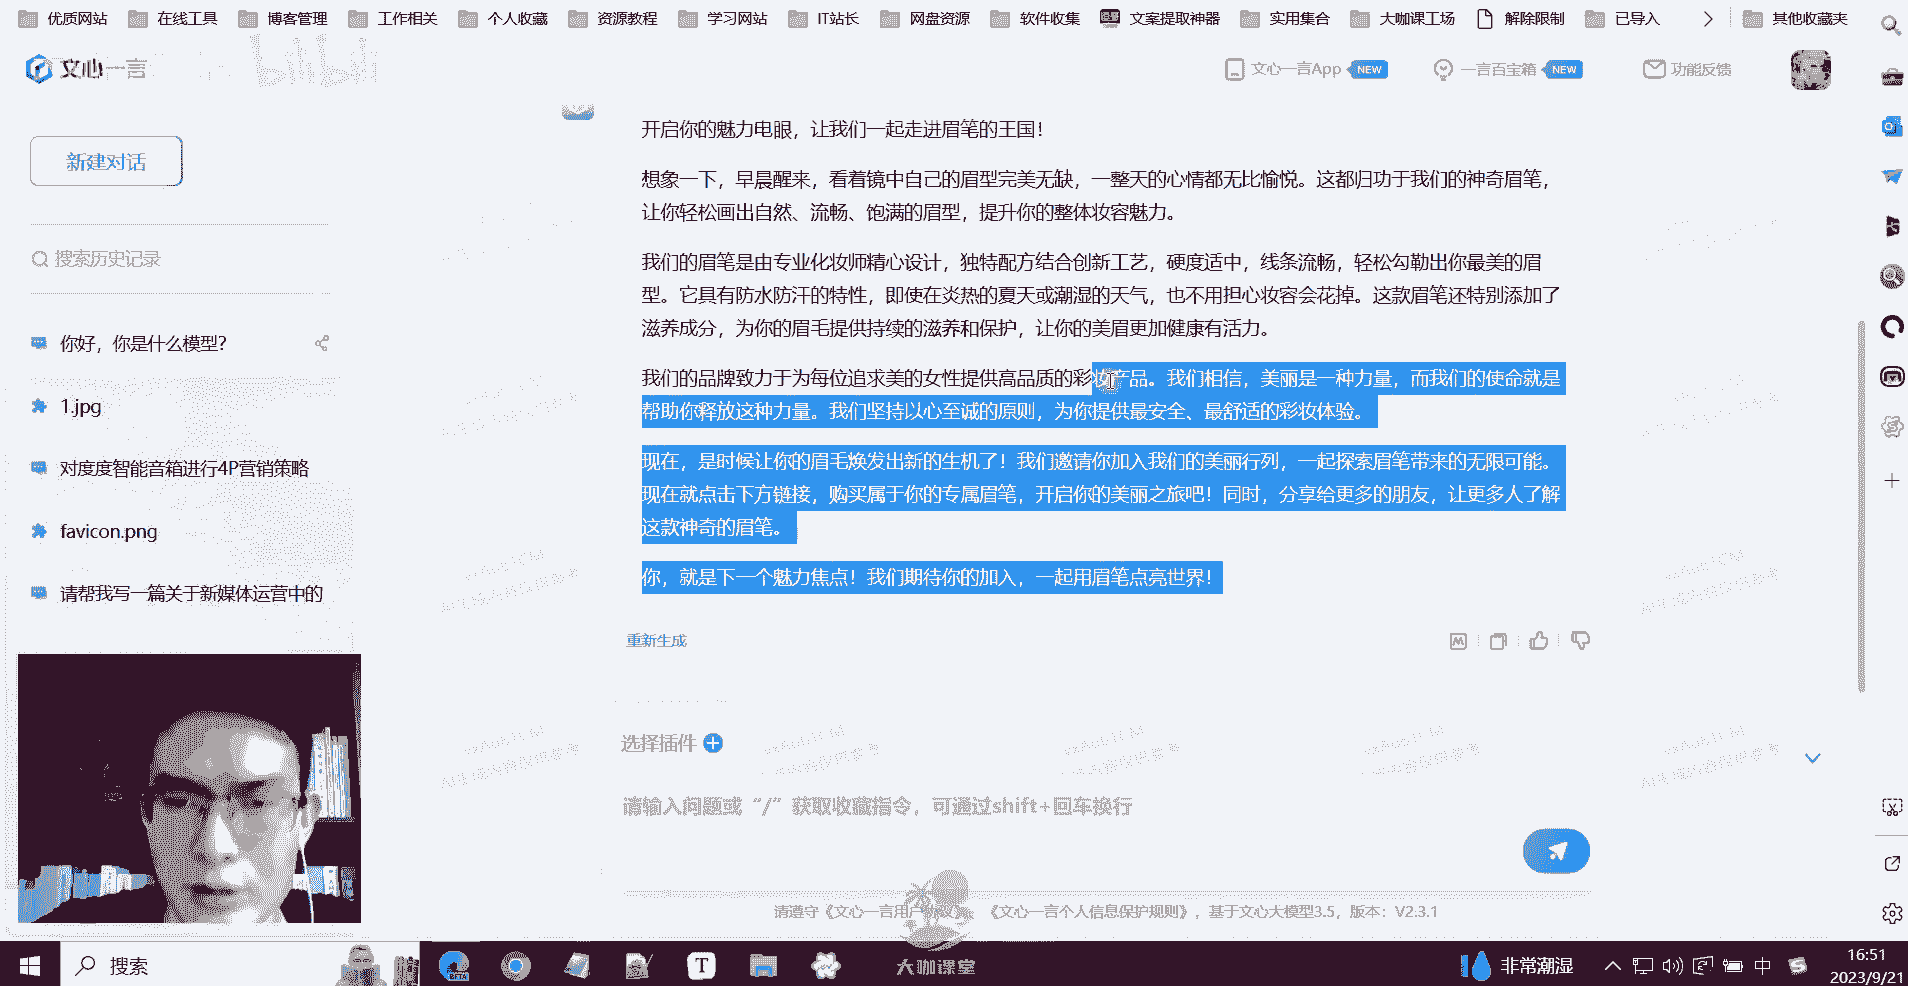 优质网站 在线工具 博客管理 工作相关 个人收藏 资源教程 学习网站 IT站长 网盘资源 软件收集 文案提取神器 实用集合 大咖课工场 解除限制 已导入 其他收藏夹
文心一言 bilibili 文心一言App NEW 一言百宝箱 NEW 功能反馈
新建对话
搜索历史记录
你好，你是什么模型？
1.jpg
对度度智能音箱进行4P营销策略
favicon.png
请帮我写一篇关于新媒体运营中的
开启你的魅力电眼，让我们一起走进眉笔的王国！
想象一下，早晨醒来，看着镜中自己的眉型完美无缺，一整天的心情都无比愉悦。这都归功于我们的神奇眉笔，
让你轻松画出自然、流畅、饱满的眉型，提升你的整体妆容魅力。
我们的眉笔是由专业化妆师精心设计，独特配方结合创新工艺，硬度适中，线条流畅，轻松勾勒出你最美的眉
型。它具有防水防汗的特性，即使在炎热的夏天或潮湿的天气，也不用担心妆容会花掉。这款眉笔还特别添加了
滋养成分，为你的眉毛提供持续的滋养和保护，让你的美眉更加健康有活力。
我们的品牌致力于为每位追求美的女性提供高品质的彩妆产品。我们相信，美丽是一种力量，而我们的使命就是
帮助你释放这种力量。我们坚持以心至诚的原则，为你提供最安全、最舒适的彩妆体验。
现在，是时候让你的眉毛焕发出新的生机了！我们邀请你加入我们的美丽行列，一起探索眉笔带来的无限可能。
现在就点击下方链接，购买属于你的专属眉笔，开启你的美丽之旅吧！同时，分享给更多的朋友，让更多人了解
这款神奇的眉笔。
你，就是下一个魅力焦点！我们期待你的加入，一起用眉笔点亮世界！
重新生成
选择插件
请输入问题或“/”获取收藏指令，可通过shift+回车换行
请遵守《文心一言用户协议》、《文心一言个人信息保护规则》，基于文心大模型3.5，版本：V2.3.1
搜索 大咖课堂 非常潮湿 中 16:51
2023/9/21